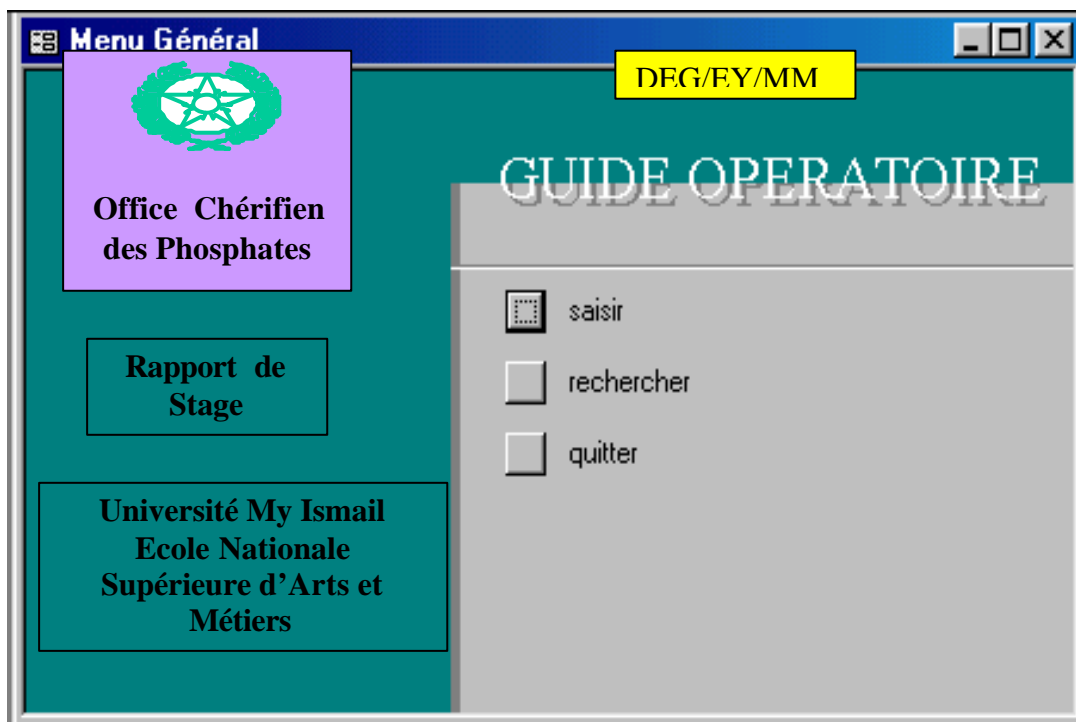 Menu Général
DEG/EY/MM
Office Chérifien
des Phosphates
GUIDE OPERATOIRE
saisir
rechercher
quitter
Rapport de
Stage
Université My Ismail
Ecole Nationale
Supérieure d’Arts et
Métiers